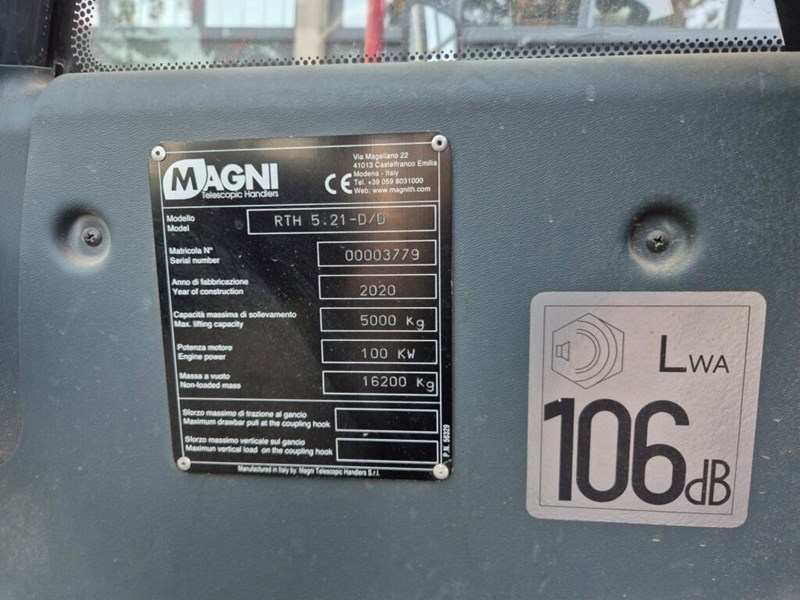 MAGNI
Telescopic Handlers
CE
Via Magellano 22
41013 Castelfranco Emilia
Modena - Italy
Tel. +39 059 8031000
Web: www.magnith.com
Modello
Model
RTH 5.21-D/D
Matricola N°
Serial number
00003779
Anno di fabbricazione
Year of construction
2020
Capacità massima di sollevamento
Max. lifting capacity
5000 Kg
Potenza motore
Engine power
100 KW
Massa a vuoto
Non-loaded mass
16200 Kg
Sforzo massimo di trazione al gancio
Maximum drawbar pull at the coupling hook
Sforzo massimo verticale sul gancio
Maximun vertical load on the coupling hook
P.N. 56329
Manufactured in Italy by: Magni Telescopic Handlers S.r.l.
LWA
106dB